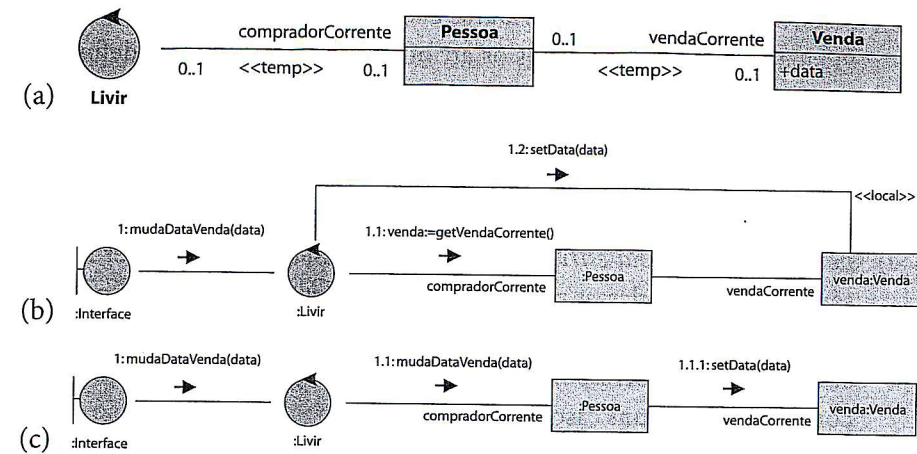 compradorCorrente Pessoa 0..1 vendaCorrente Venda
0..1 <<temp>> 0..1 <<temp>> 0..1 +data
(a) Livir
1.2: setData(data)
<<local>>
1: mudaDataVenda(data) 1.1: venda:=getVendaCorrente()
:Pessoa venda:Venda
compradorCorrente vendaCorrente
(b) :Interface :Livir
1: mudaDataVenda(data) 1.1: mudaDataVenda(data) 1.1.1: setData(data)
:Pessoa venda:Venda
compradorCorrente vendaCorrente
(c) :Interface :Livir